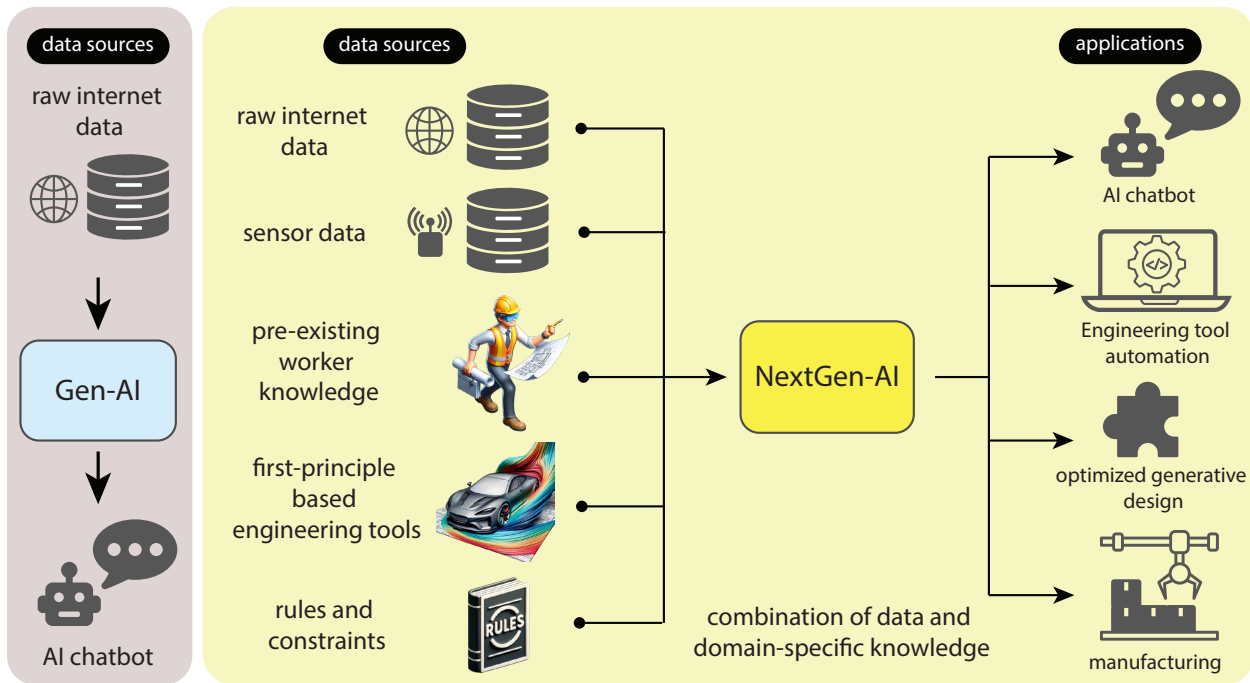 data sources
raw internet
data
Gen-AI
AI chatbot
data sources
raw internet
data
sensor data
pre-existing
worker
knowledge
first-principle
based
engineering tools
rules and
constraints
RULES
NextGen-AI
combination of data and
domain-specific knowledge
applications
AI chatbot
</>
Engineering tool
automation
optimized generative
design
manufacturing